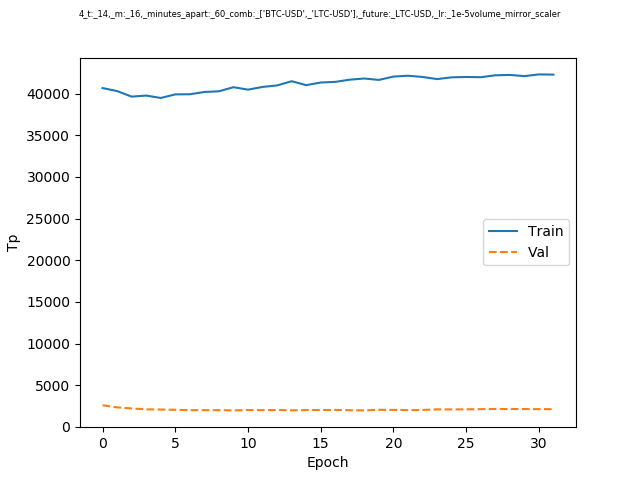 4_t:_14,_m:_16,_minutes_apart:_60_comb:_['BTC-USD',_'LTC-USD'],_future:_LTC-USD,_lr:_1e-5volume_mirror_scaler
40000
35000
30000
25000
20000
15000
10000
5000
0
Tp
Train
Val
0 5 10 15 20 25 30
Epoch